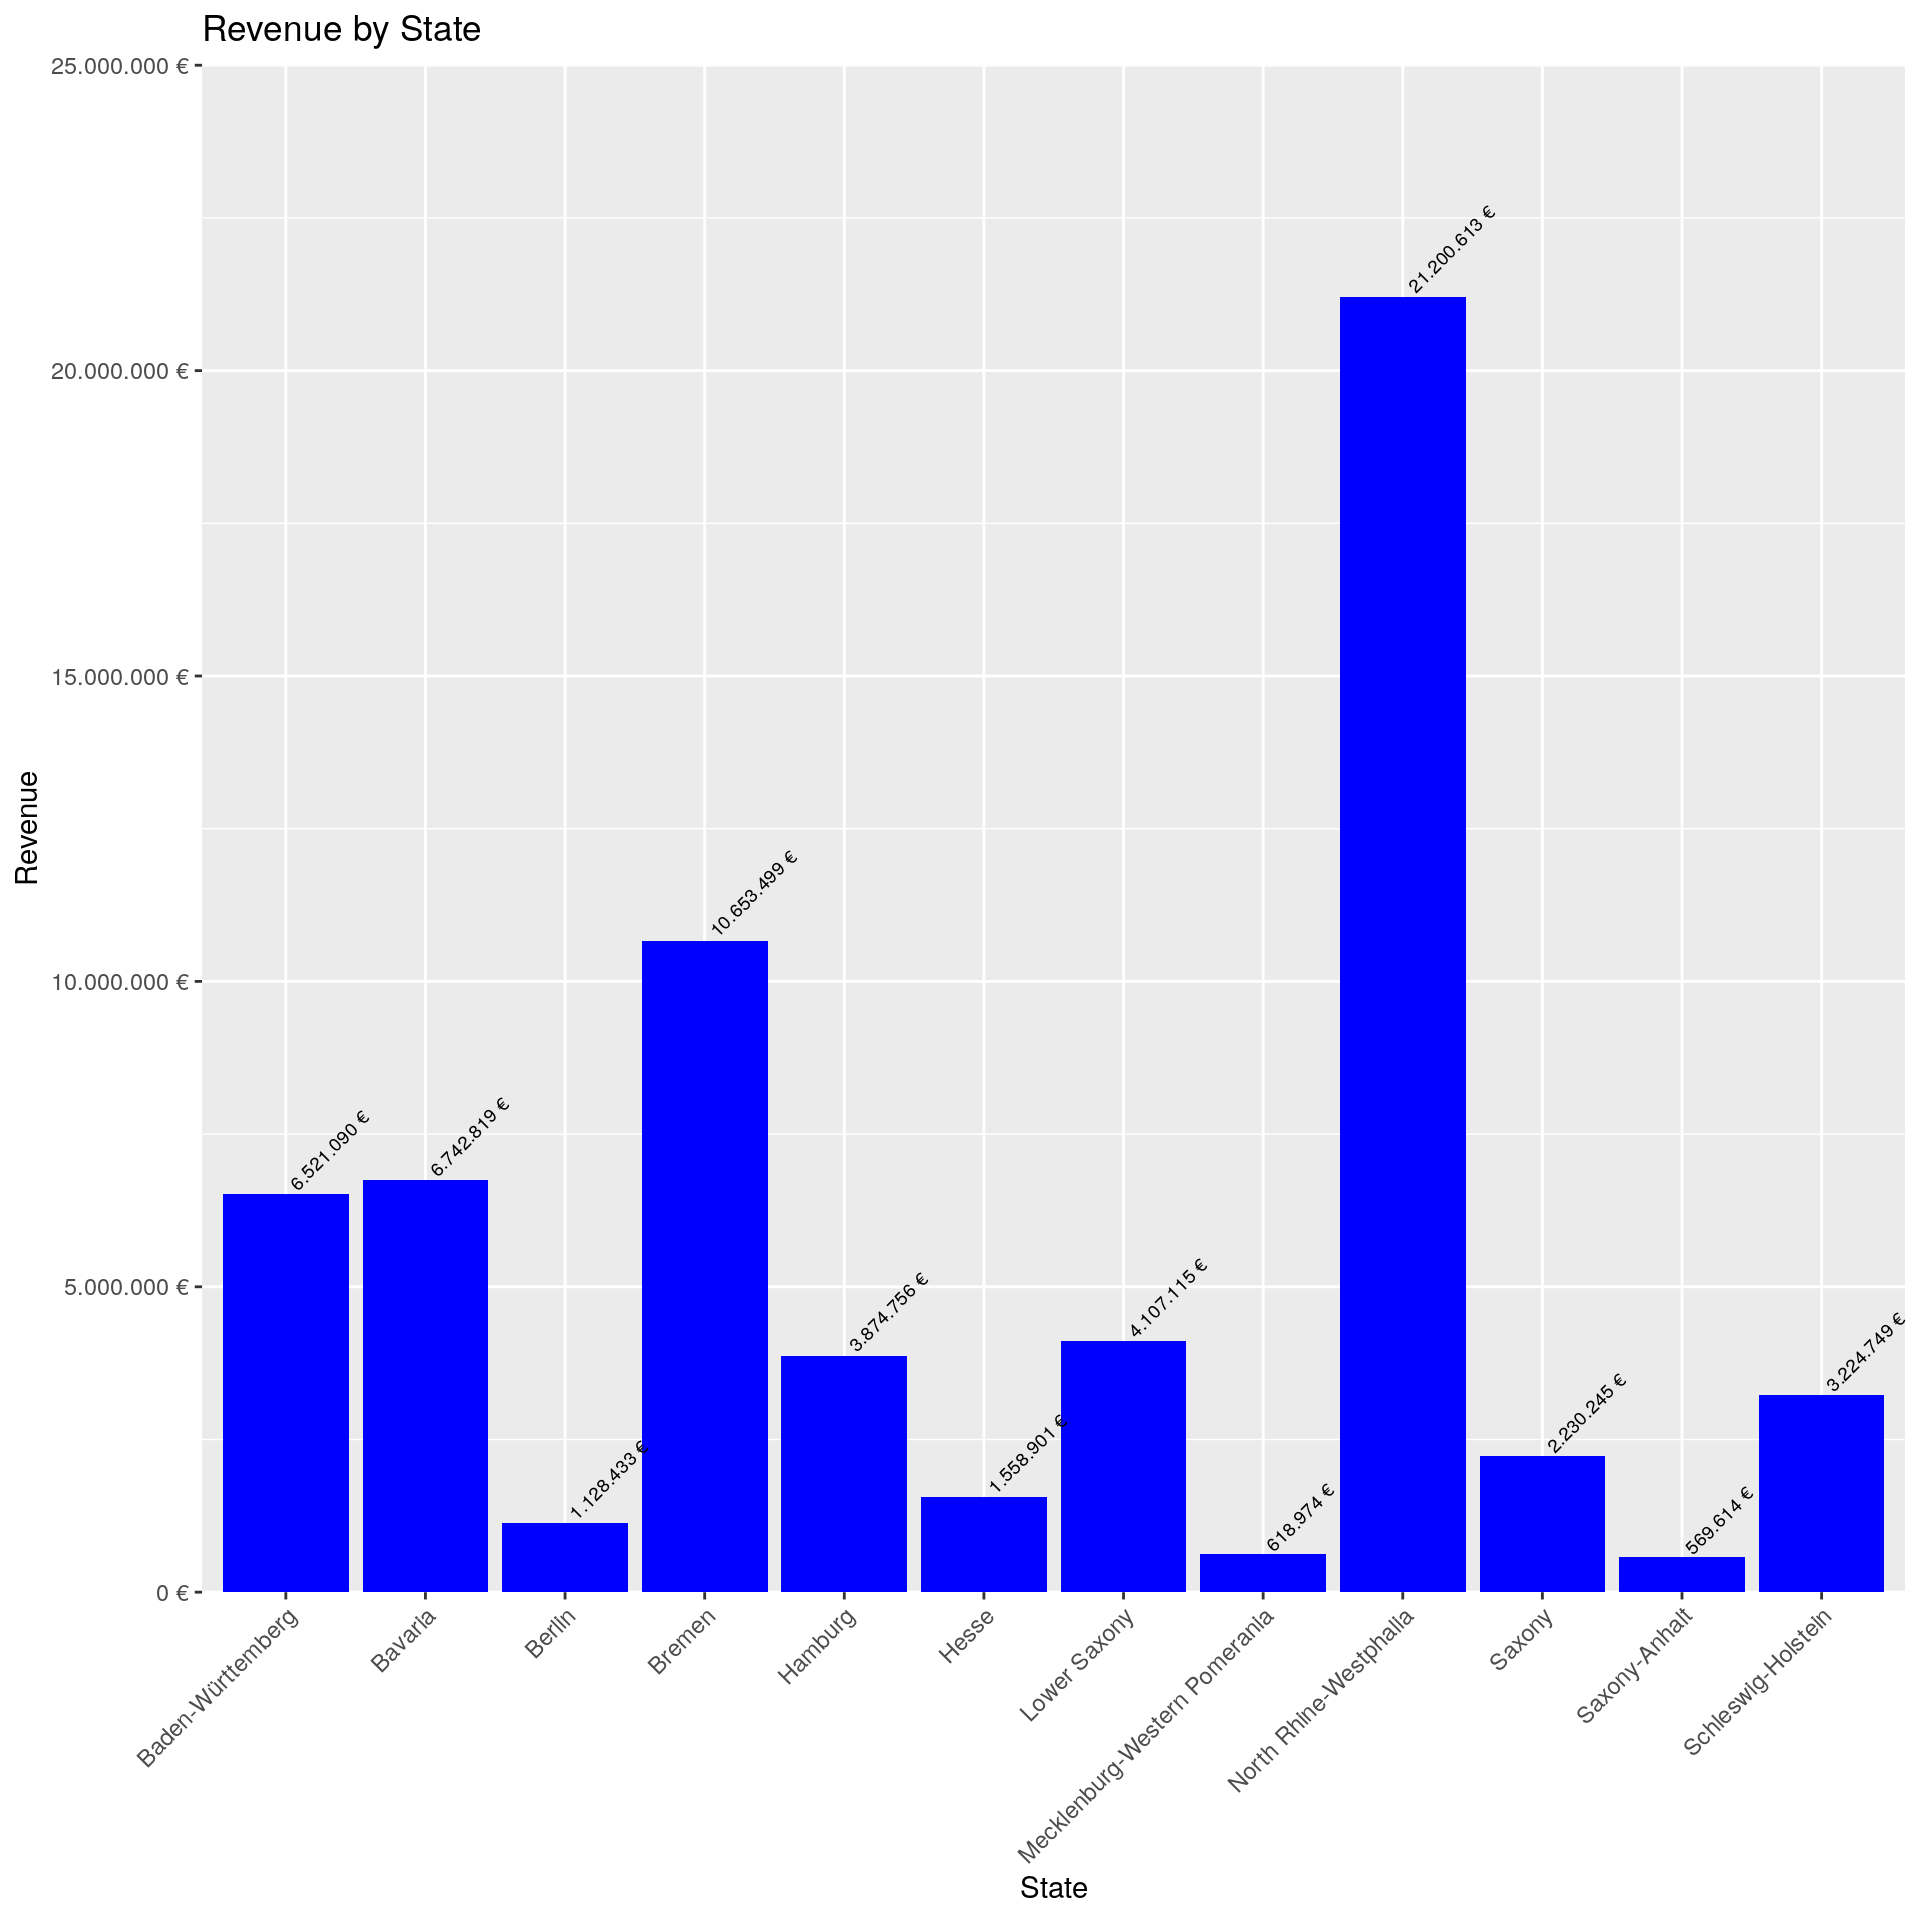 Revenue by State
25.000.000 €
20.000.000 €
15.000.000 €
10.000.000 €
5.000.000 €
0 €
Revenue
6.521.090 €
6.742.819 €
1.128.433 €
10.653.499 €
3.874.756 €
1.558.901 €
4.107.115 €
618.974 €
21.200.613 €
2.230.245 €
569.614 €
3.224.749 €
Baden-Württemberg
Bavaria
Berlin
Bremen
Hamburg
Hesse
Lower Saxony
Mecklenburg-Western Pomerania
North Rhine-Westphalia
Saxony
Saxony-Anhalt
Schleswig-Holstein
State